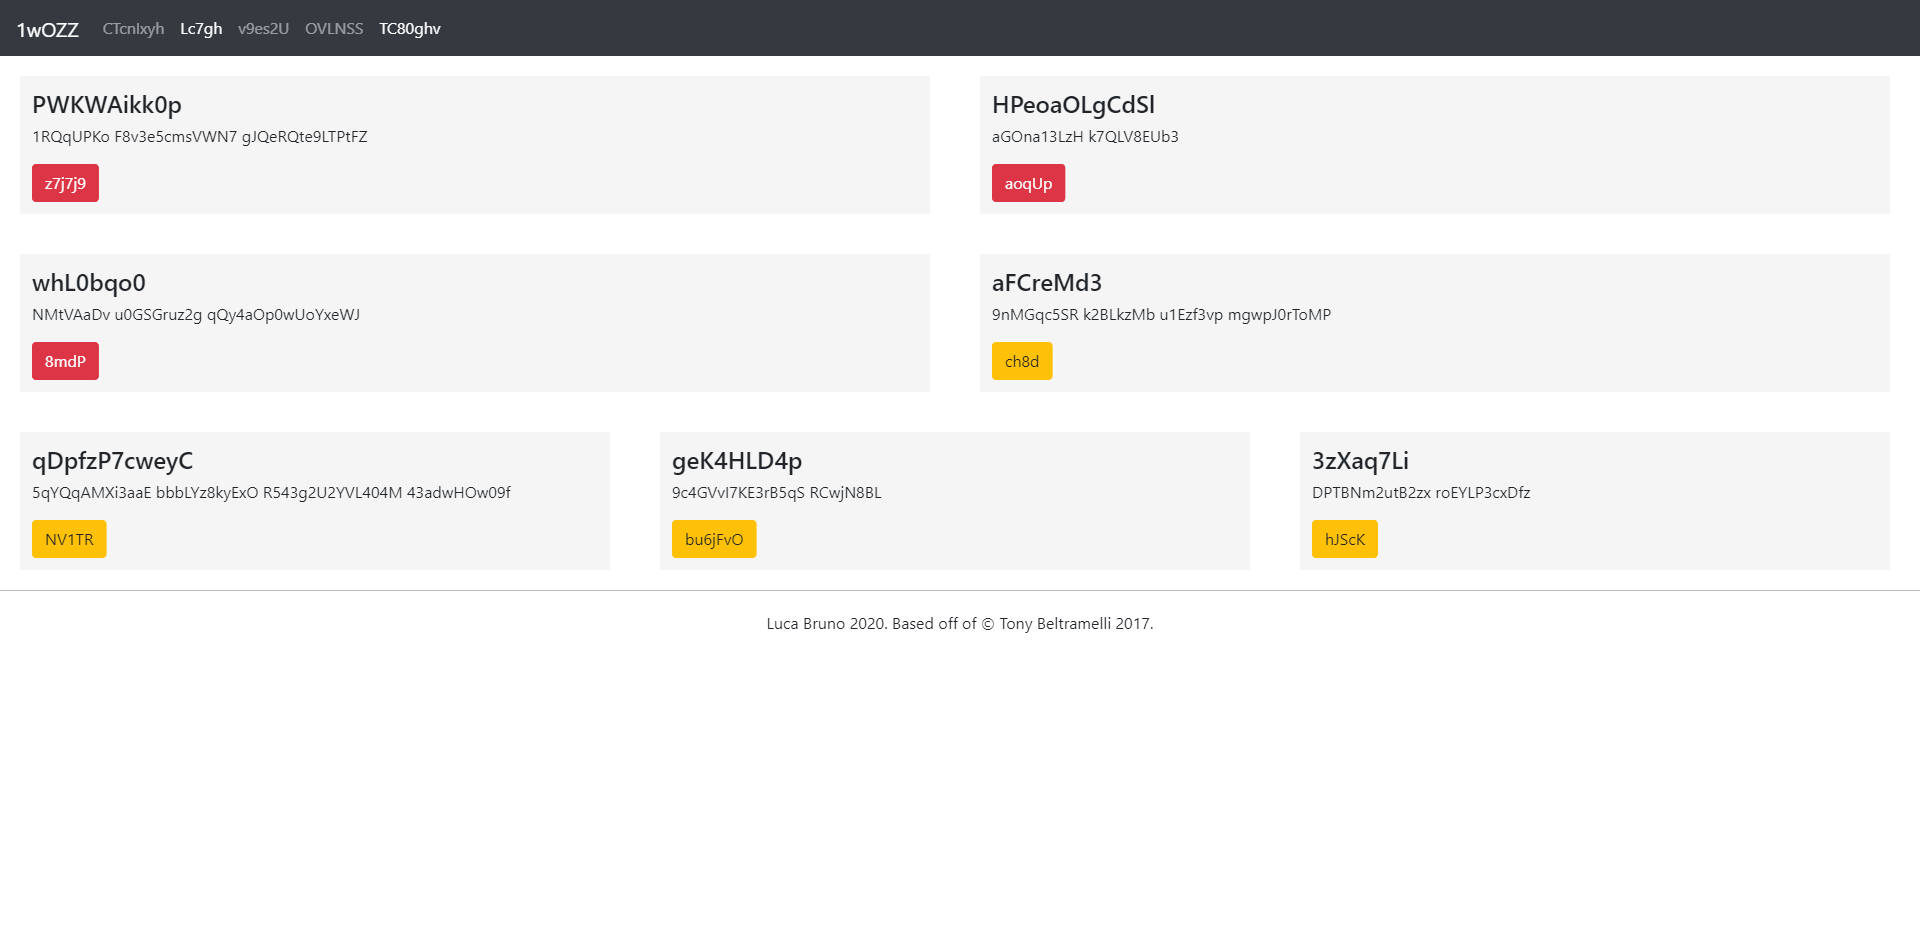 1wOZZ CTcnIxyh Lc7gh v9es2U OVLNSS TC80ghv
PWKWAikk0p
1RQqUPKo F8v3e5cmsVWN7 gJQeRQte9LTPtFZ
z7j7j9
HPeoaOLgCdSl
aGOna13LzH k7QLV8EUb3
aoqUp
whL0bqo0
NMtVAaDv u0GSGruz2g qQy4aOp0wUoYxeWJ
8mdP
aFCreMd3
9nMGqc5SR k2BLkzMb u1Ezf3vp mgwpJ0rToMP
ch8d
qDpfzP7cweyC
5qYQqAMXi3aaE bbbLYz8kyExO R543g2U2YVL404M 43adwHOw09f
NV1TR
geK4HLD4p
9c4GVvI7KE3rB5qS RCwjN8BL
bu6jFvO
3zXaq7Li
DPTBNm2utB2zx roEYLP3cxDfz
hJScK
Luca Bruno 2020. Based off of © Tony Beltramelli 2017.